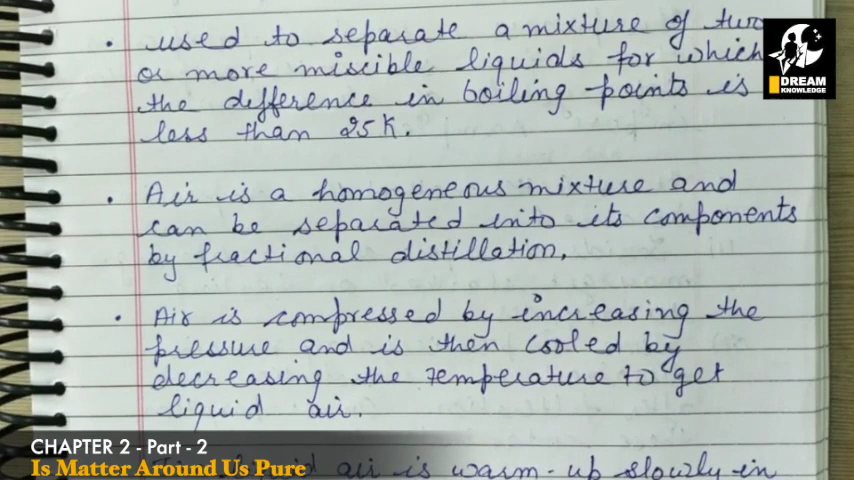 • used to separate a mixture of two
or more miscible liquids for which
the difference in boiling points is
less than 25K.
• Air is a homogeneous mixture and
can be separated into its components
by fractional distillation.
• Air is compressed by increasing the
pressure and is then cooled by
decreasing the temperature to get
liquid air.
air is warm-up slowly in
DREAM
KNOWLEDGE
CHAPTER 2 - Part - 2
Is Matter Around Us Pure